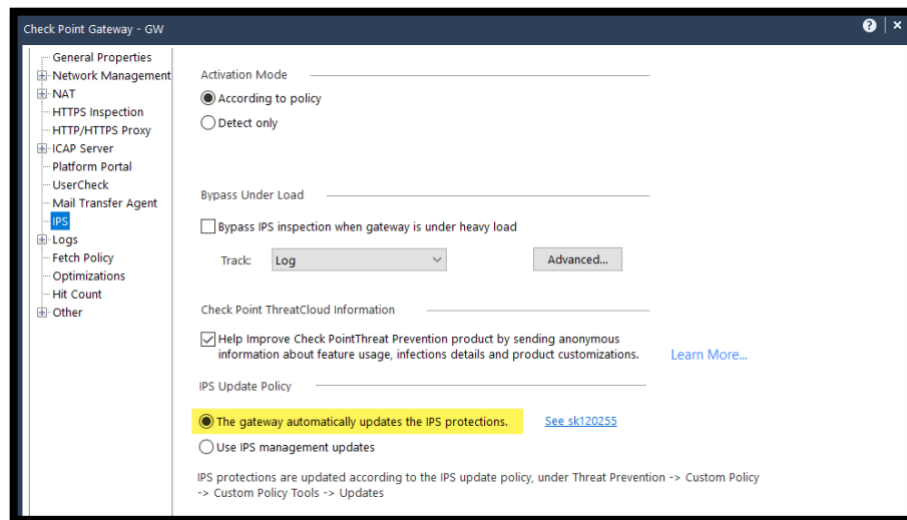 Check Point Gateway - GW
General Properties
Network Management
NAT
HTTPS Inspection
HTTP/HTTPS Proxy
ICAP Server
Platform Portal
UserCheck
Mail Transfer Agent
IPS
Logs
Fetch Policy
Optimizations
Hit Count
Other
Activation Mode
According to policy
Detect only
Bypass Under Load
Bypass IPS inspection when gateway is under heavy load
Track: Log Advanced...
Check Point ThreatCloud Information
Help Improve Check PointThreat Prevention product by sending anonymous
information about feature usage, infections details and product customizations. Learn More...
IPS Update Policy
The gateway automatically updates the IPS protections. See sk120255
Use IPS management updates
IPS protections are updated according to the IPS update policy, under Threat Prevention -> Custom Policy
-> Custom Policy Tools -> Updates